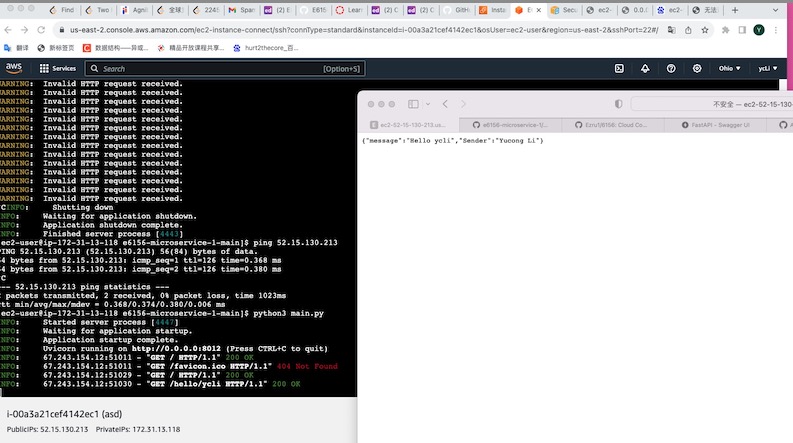 Find
Two
Agnil
全球
2245
Span
(2) E
E615
Lear
(2) C
(2) C
GitHu
Insta
E
Secu
ec2-
0.0.
ec2-
无法
us-east-2.console.aws.amazon.com/ec2-instance-connect/ssh?connType=standard&instanceId=i-00a3a21cef4142ec1&osUser=ec2-user&region=us-east-2&sshPort=22#/
翻译
新标签页
数据结构——异或...
精品开放课程共享...
hurt2thecore_百...
aws
Services
Search
[Option+S]
Ohio
ycLi
ARNING: Invalid HTTP request received.
ARNING: Invalid HTTP request received.
ARNING: Invalid HTTP request received.
ARNING: Invalid HTTP request received.
ARNING: Invalid HTTP request received.
ARNING: Invalid HTTP request received.
ARNING: Invalid HTTP request received.
ARNING: Invalid HTTP request received.
ARNING: Invalid HTTP request received.
ARNING: Invalid HTTP request received.
ARNING: Invalid HTTP request received.
ARNING: Invalid HTTP request received.
ARNING: Invalid HTTP request received.
ARNING: Invalid HTTP request received.
CINFO: Shutting down
NFO: Waiting for application shutdown.
NFO: Application shutdown complete.
NFO: Finished server process [4443]
ec2-user@ip-172-31-13-118 e6156-microservice-1-main]$ ping 52.15.130.213
PING 52.15.130.213 (52.15.130.213) 56(84) bytes of data.
4 bytes from 52.15.130.213: icmp_seq=1 ttl=126 time=0.368 ms
4 bytes from 52.15.130.213: icmp_seq=2 ttl=126 time=0.380 ms
C
--- 52.15.130.213 ping statistics ---
packets transmitted, 2 received, 0% packet loss, time 1023ms
tt min/avg/max/mdev = 0.368/0.374/0.380/0.006 ms
ec2-user@ip-172-31-13-118 e6156-microservice-1-main]$ python3 main.py
NFO: Started server process [4447]
NFO: Waiting for application startup.
NFO: Application startup complete.
NFO: Uvicorn running on http://0.0.0.0:8012 (Press CTRL+C to quit)
NFO: 67.243.154.12:51011 - "GET / HTTP/1.1" 200 OK
NFO: 67.243.154.12:51011 - "GET /favicon.ico HTTP/1.1" 404 Not Found
NFO: 67.243.154.12:51029 - "GET / HTTP/1.1" 200 OK
NFO: 67.243.154.12:51030 - "GET /hello/ycli HTTP/1.1" 200 OK
i-00a3a21cef4142ec1 (asd)
PublicIPs: 52.15.130.213 PrivateIPs: 172.31.13.118
不安全 — ec2-52-15-130-
ec2-52-15-130-213.us...
e6156-microservice-1/...
Ezru1/6156: Cloud Co...
FastAPI - Swagger UI
{"message":"Hello ycli","Sender":"Yucong Li"}